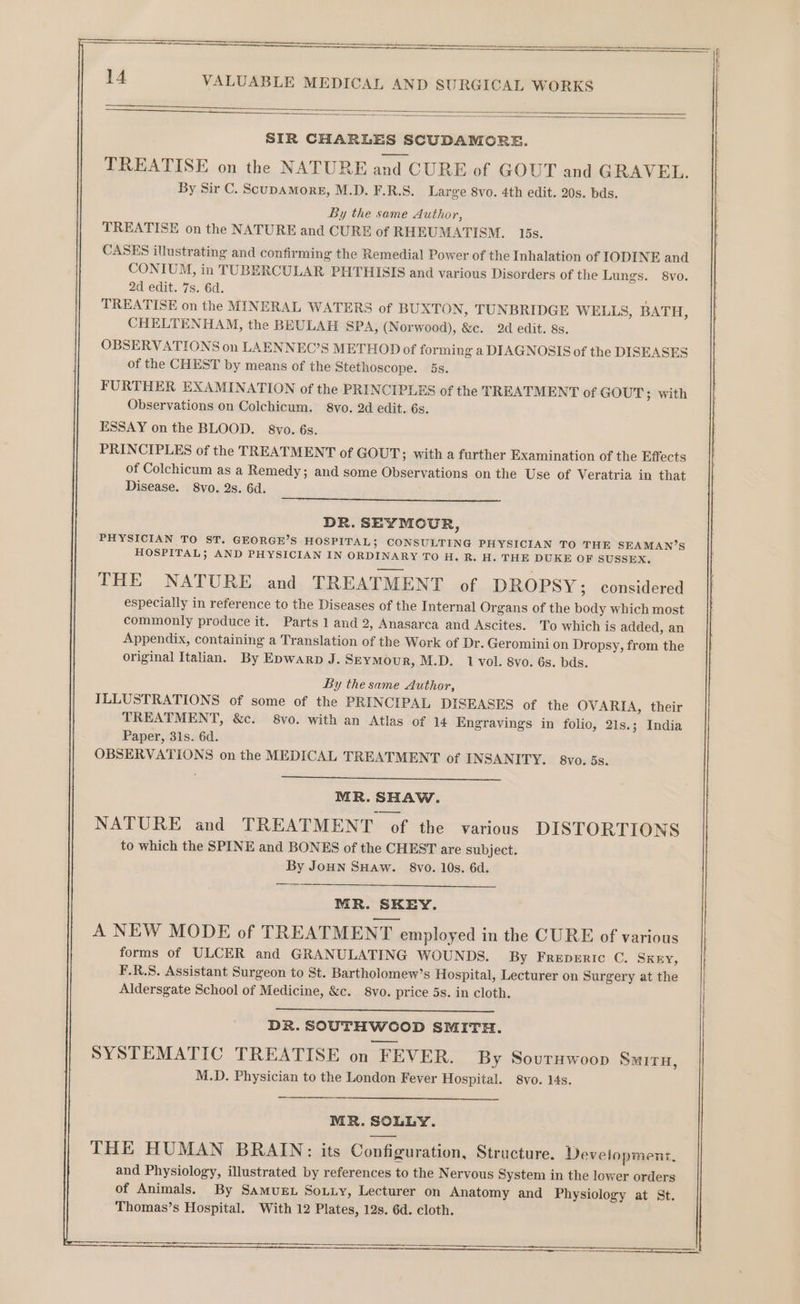 14 VALUABLE MEDICAL AND SURGICAL WORKS
SIR CHARLES SCUDAMORE.
TREATISE on the NATURE and CURE of GOUT and GRAVEL.
By Sir C. SCUDAMORE, M.D. F.R.S. Large 8vo. 4th edit. 20s. bds.
By the same Author,
TREATISE on the NATURE and CURE of RHEUMATISM. 15s.
CASES illustrating and confirming the Remedial Power of the Inhalation of IODINE and
CONIUM, in TUBERCULAR PHTHISIS and various Disorders of the Lungs. 8vo.
2d edit. 7s. 6d.
TREATISE on the MINERAL WATERS of BUXTON, TUNBRIDGE WELLS, BATH,
CHELTENHAM, the BEULAH SPA, (Norwood), &c. 2d edit. 8s.
OBSERVATIONS on LAENNEC'S METHOD of forming a DIAGNOSIS of the DISEASES
of the CHEST by means of the Stethoscope. 5s.
FURTHER EXAMINATION of the PRINCIPLES of the TREATMENT of GOUT; with
Observations on Colchicum. 8vo. 2d edit. 6s.
ESSAY on the BLOOD. 8vo. 6s.
PRINCIPLES of the TREATMENT of GOUT; with a further Examination of the Effects
of Colchicum as a Remedy; and some Observations on the Use of Veratria in that
Disease. 8vo. 2s. 6d.
DR. SEYMOUR,
PHYSICIAN TO ST. GEORGE'S HOSPITAL; CONSULTING PHYSICIAN TO THE SEAMAN'S
HOSPITAL; AND PHYSICIAN IN ORDINARY TO H. R. H. THE DUKE OF SUSSEX.
THE NATURE and TREATMENT of DROPSY; considered
especially in reference to the Diseases of the Internal Organs of the body which most
commonly produce it. Parts 1 and 2, Anasarca and Ascites. To which is added, an
Appendix, containing a Translation of the Work of Dr. Geromini on Dropsy, from the
original Italian. By EDWARD J. SEYMOUR, M.D. 1 vol. 8vo. 6s. bds.
By the same Author,
ILLUSTRATIONS of some of the PRINCIPAL DISEASES of the OVARIA, their
TREATMENT, &c. 8vo. with an Atlas of 14 Engravings in folio, 21s.; India
Paper, 31s. 6d.
OBSERVATIONS on the MEDICAL TREATMENT of INSANITY. 8vo. 5s.
MR. SHAW.
NATURE and TREATMENT of the various DISTORTIONS
to which the SPINE and BONES of the CHEST are subject.
By JOHN SHAW. 8vo. 10s. 6d.
MR. SKEY.
A NEW MODE of TREATMENT employed in the CURE of various
forms of ULCER and GRANULATING WOUNDS. By FREDERIC C. SKEY,
F.R.S. Assistant Surgeon to St. Bartholomew's Hospital, Lecturer on Surgery at the
Aldersgate School of Medicine, &c. 8vo. price 5s. in cloth.
DR. SOUTHWOOD SMITH.
SYSTEMATIC TREATISE on FEVER. By SOUTHWOOD SMITH,
M.D. Physician to the London Fever Hospital. 8vo. 14s.
MR. SOLLY.
THE HUMAN BRAIN: its Configuration, Structure, Development,
and Physiology, illustrated by references to the Nervous System in the lower orders
of Animals. By SAMUEL SOLLY, Lecturer on Anatomy and Physiology at St.
Thomas's Hospital. With 12 Plates, 12s. 6d. cloth.